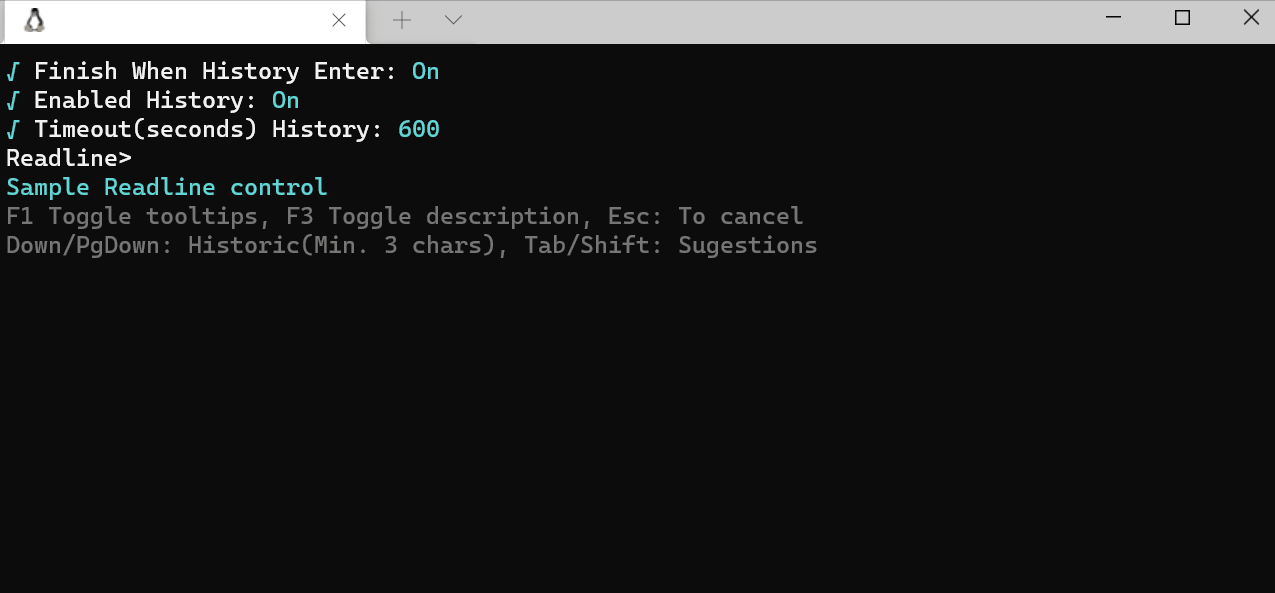 √ Finish When History Enter: On
√ Enabled History: On
√ Timeout(seconds) History: 600
Readline>
Sample Readline control
F1 Toggle tooltips, F3 Toggle description, Esc: To cancel
Down/PgDown: Historic(Min. 3 chars), Tab/Shift: Sugestions